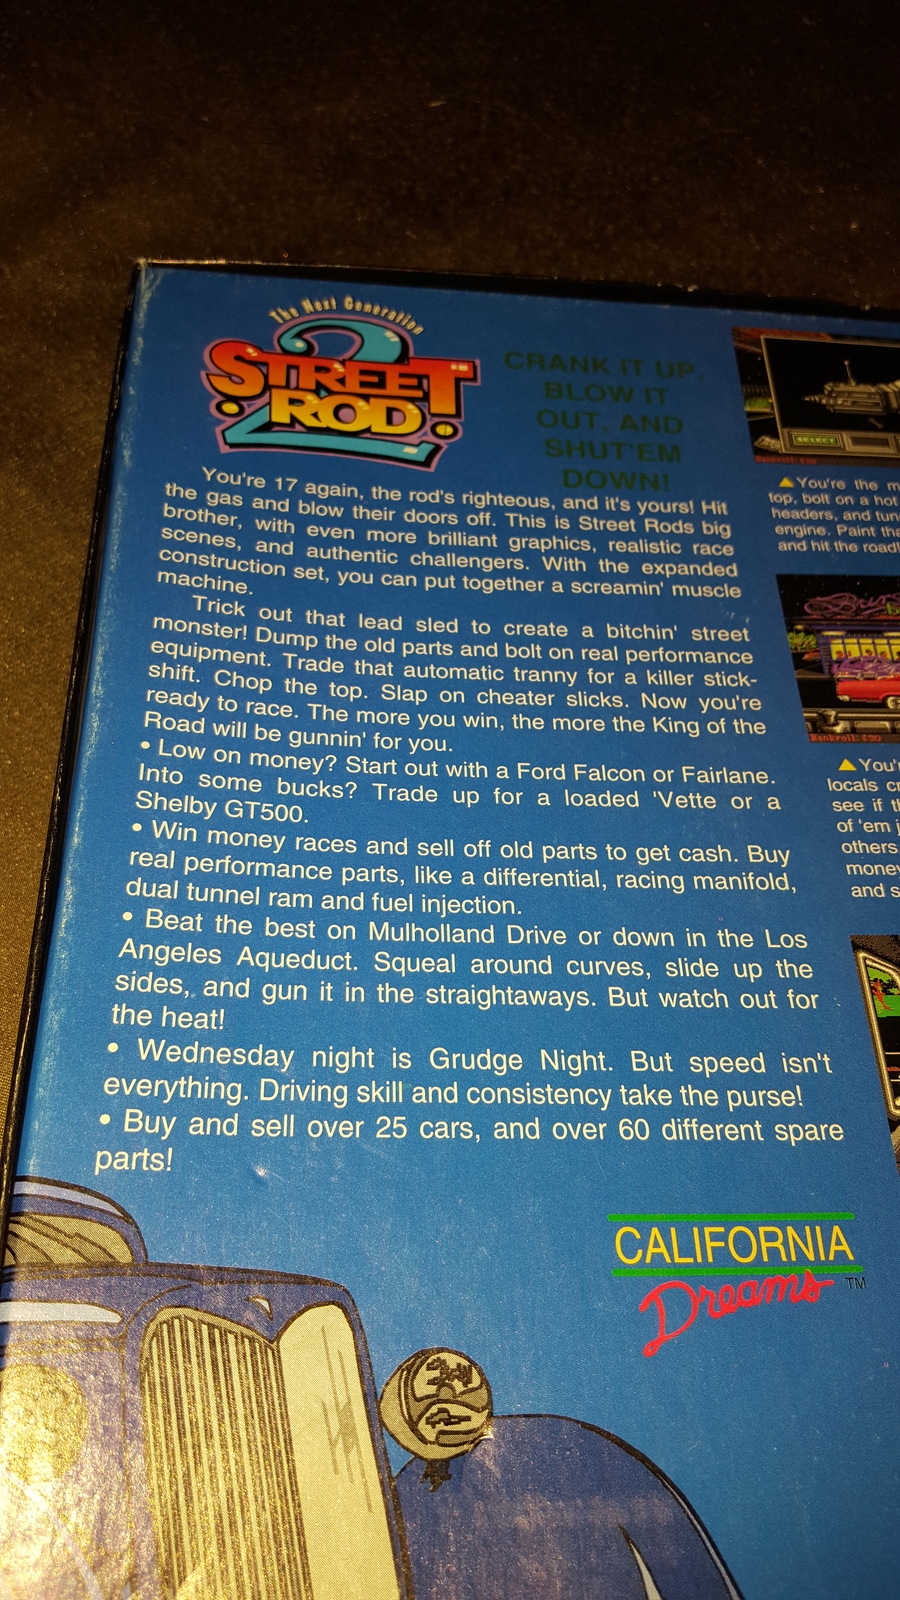 The Next Generation
STREET
ROD
2
CRANK IT UP,
BLOW IT
OUT, AND
SHUT'EM
DOWN!
You're 17 again, the rod's righteous, and it's yours! Hit
the gas and blow their doors off. This is Street Rods big
brother, with even more brilliant graphics, realistic race
scenes, and authentic challengers. With the expanded
construction set, you can put together a screamin' muscle
machine.
Trick out that lead sled to create a bitchin' street
monster! Dump the old parts and bolt on real performance
equipment. Trade that automatic tranny for a killer stick-
shift. Chop the top. Slap on cheater slicks. Now you're
ready to race. The more you win, the more the King of the
Road will be gunnin' for you.
• Low on money? Start out with a Ford Falcon or Fairlane.
Into some bucks? Trade up for a loaded 'Vette or a
Shelby GT500.
• Win money races and sell off old parts to get cash. Buy
real performance parts, like a differential, racing manifold,
dual tunnel ram and fuel injection.
• Beat the best on Mulholland Drive or down in the Los
Angeles Aqueduct. Squeal around curves, slide up the
sides, and gun it in the straightaways. But watch out for
the heat!
• Wednesday night is Grudge Night. But speed isn't
everything. Driving skill and consistency take the purse!
• Buy and sell over 25 cars, and over 60 different spare
parts!
CALIFORNIA
Dreams TM
SELECT
Bankroll: $30
▲ You're the
top, bolt on a hot
headers, and
engine. Paint
and hit the road!
Bankroll: $30
▲
locals
see if
of 'em
others
and